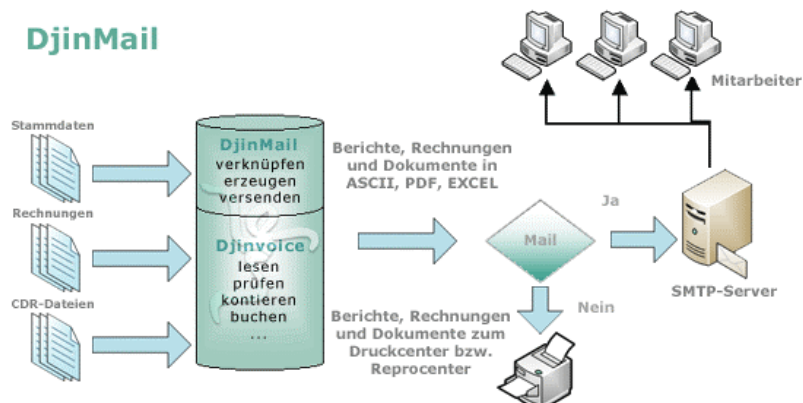 DjinMail
Mitarbeiter
Stammdaten
Rechnungen
CDR-Dateien
DjinMail
verknüpfen
erzeugen
versenden
Djinvoice
lesen
prüfen
kontieren
buchen
...
Berichte, Rechnungen
und Dokumente in
ASCII, PDF, EXCEL
Mail
Ja
SMTP-Server
Nein
Berichte, Rechnungen
und Dokumente zum
Druckcenter bzw.
Reprocenter